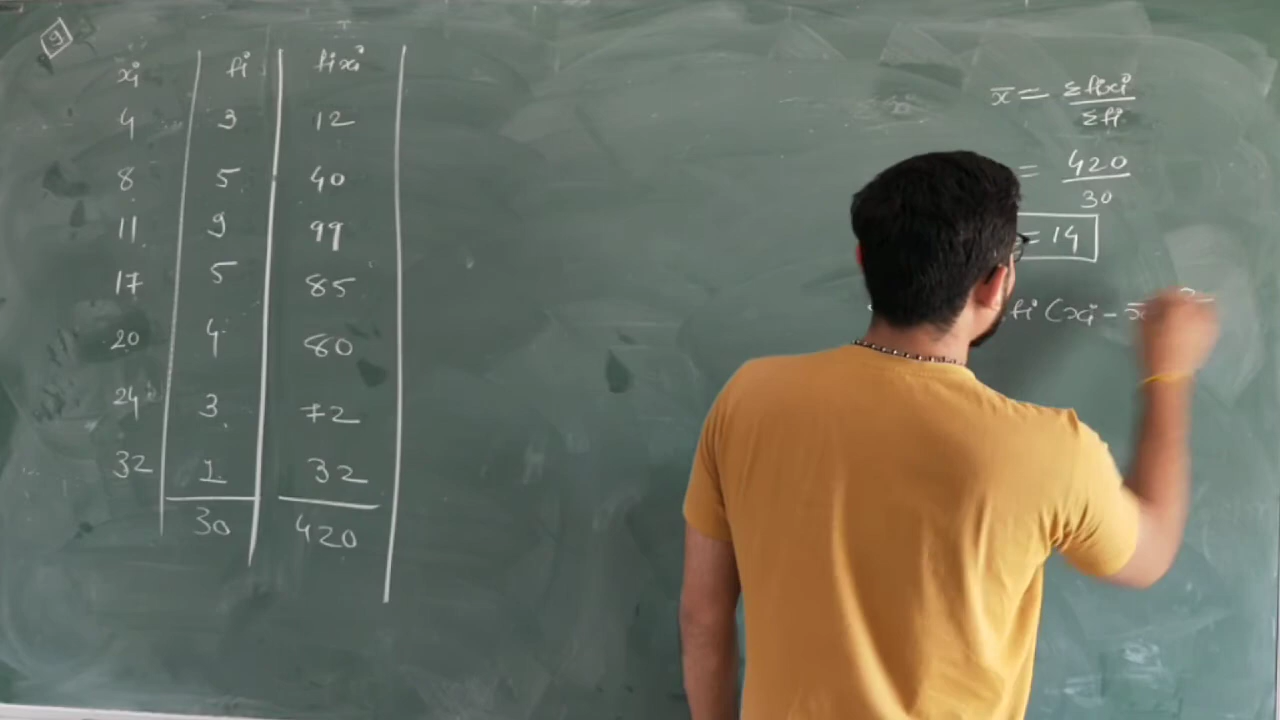 9
xi fi fixi
4 3 12
8 5 40
11 9 99
17 5 85
20 4 80
24 3 72
32 1 32
30 420
x̄ = Σfixi / Σfi
= 420 / 30
= 14
fi (xi - x̄